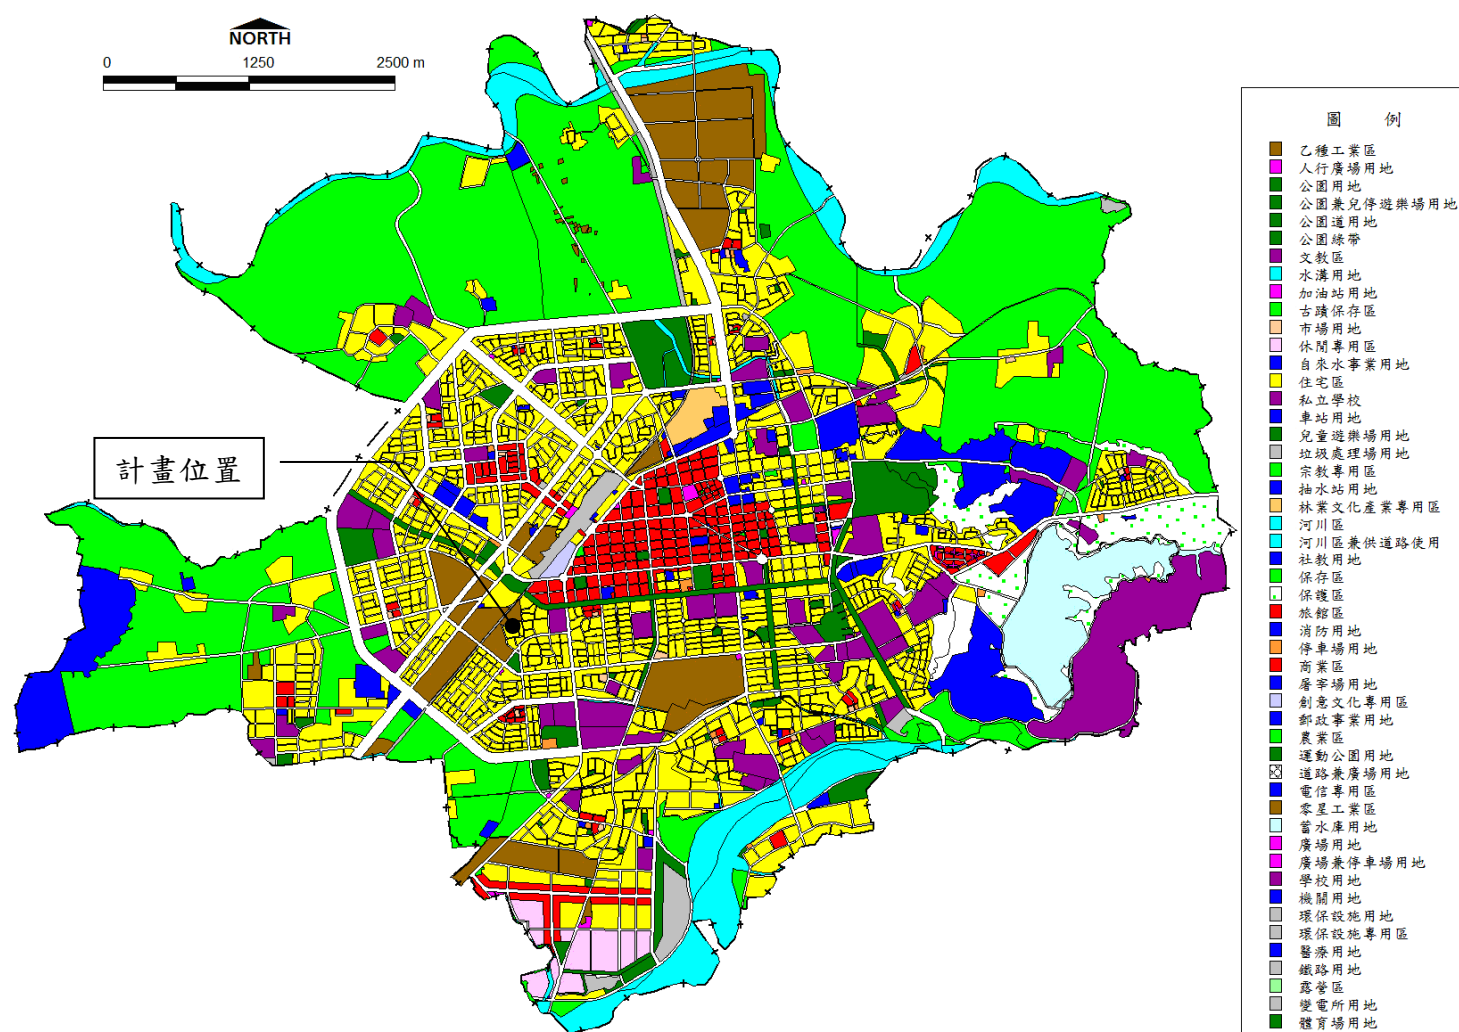 NORTH
0 1250 2500 m
計畫位置
圖 例
乙種工業區
人行廣場用地
公園用地
公園兼兒停遊樂場用地
公園道用地
公園綠帶
文教區
水溝用地
加油站用地
古蹟保存區
市場用地
休閒專用區
自來水事業用地
住宅區
私立學校
車站用地
兒童遊樂場用地
垃圾處理場用地
宗教專用區
抽水站用地
林業文化產業專用區
河川區
河川區兼供道路使用
社教用地
保存區
保護區
旅館區
消防用地
停車場用地
商業區
屠宰場用地
創意文化專用區
郵政事業用地
農業區
運動公園用地
道路兼廣場用地
電信專用區
零星工業區
蓄水庫用地
廣場用地
廣場兼停車場用地
學校用地
機關用地
環保設施用地
環保設施專用區
醫療用地
鐵路用地
露營區
變電所用地
體育場用地